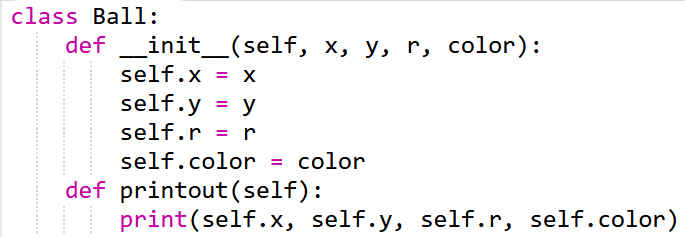 class Ball:
    def __init__(self, x, y, r, color):
        self.x = x
        self.y = y
        self.r = r
        self.color = color
    def printout(self):
        print(self.x, self.y, self.r, self.color)